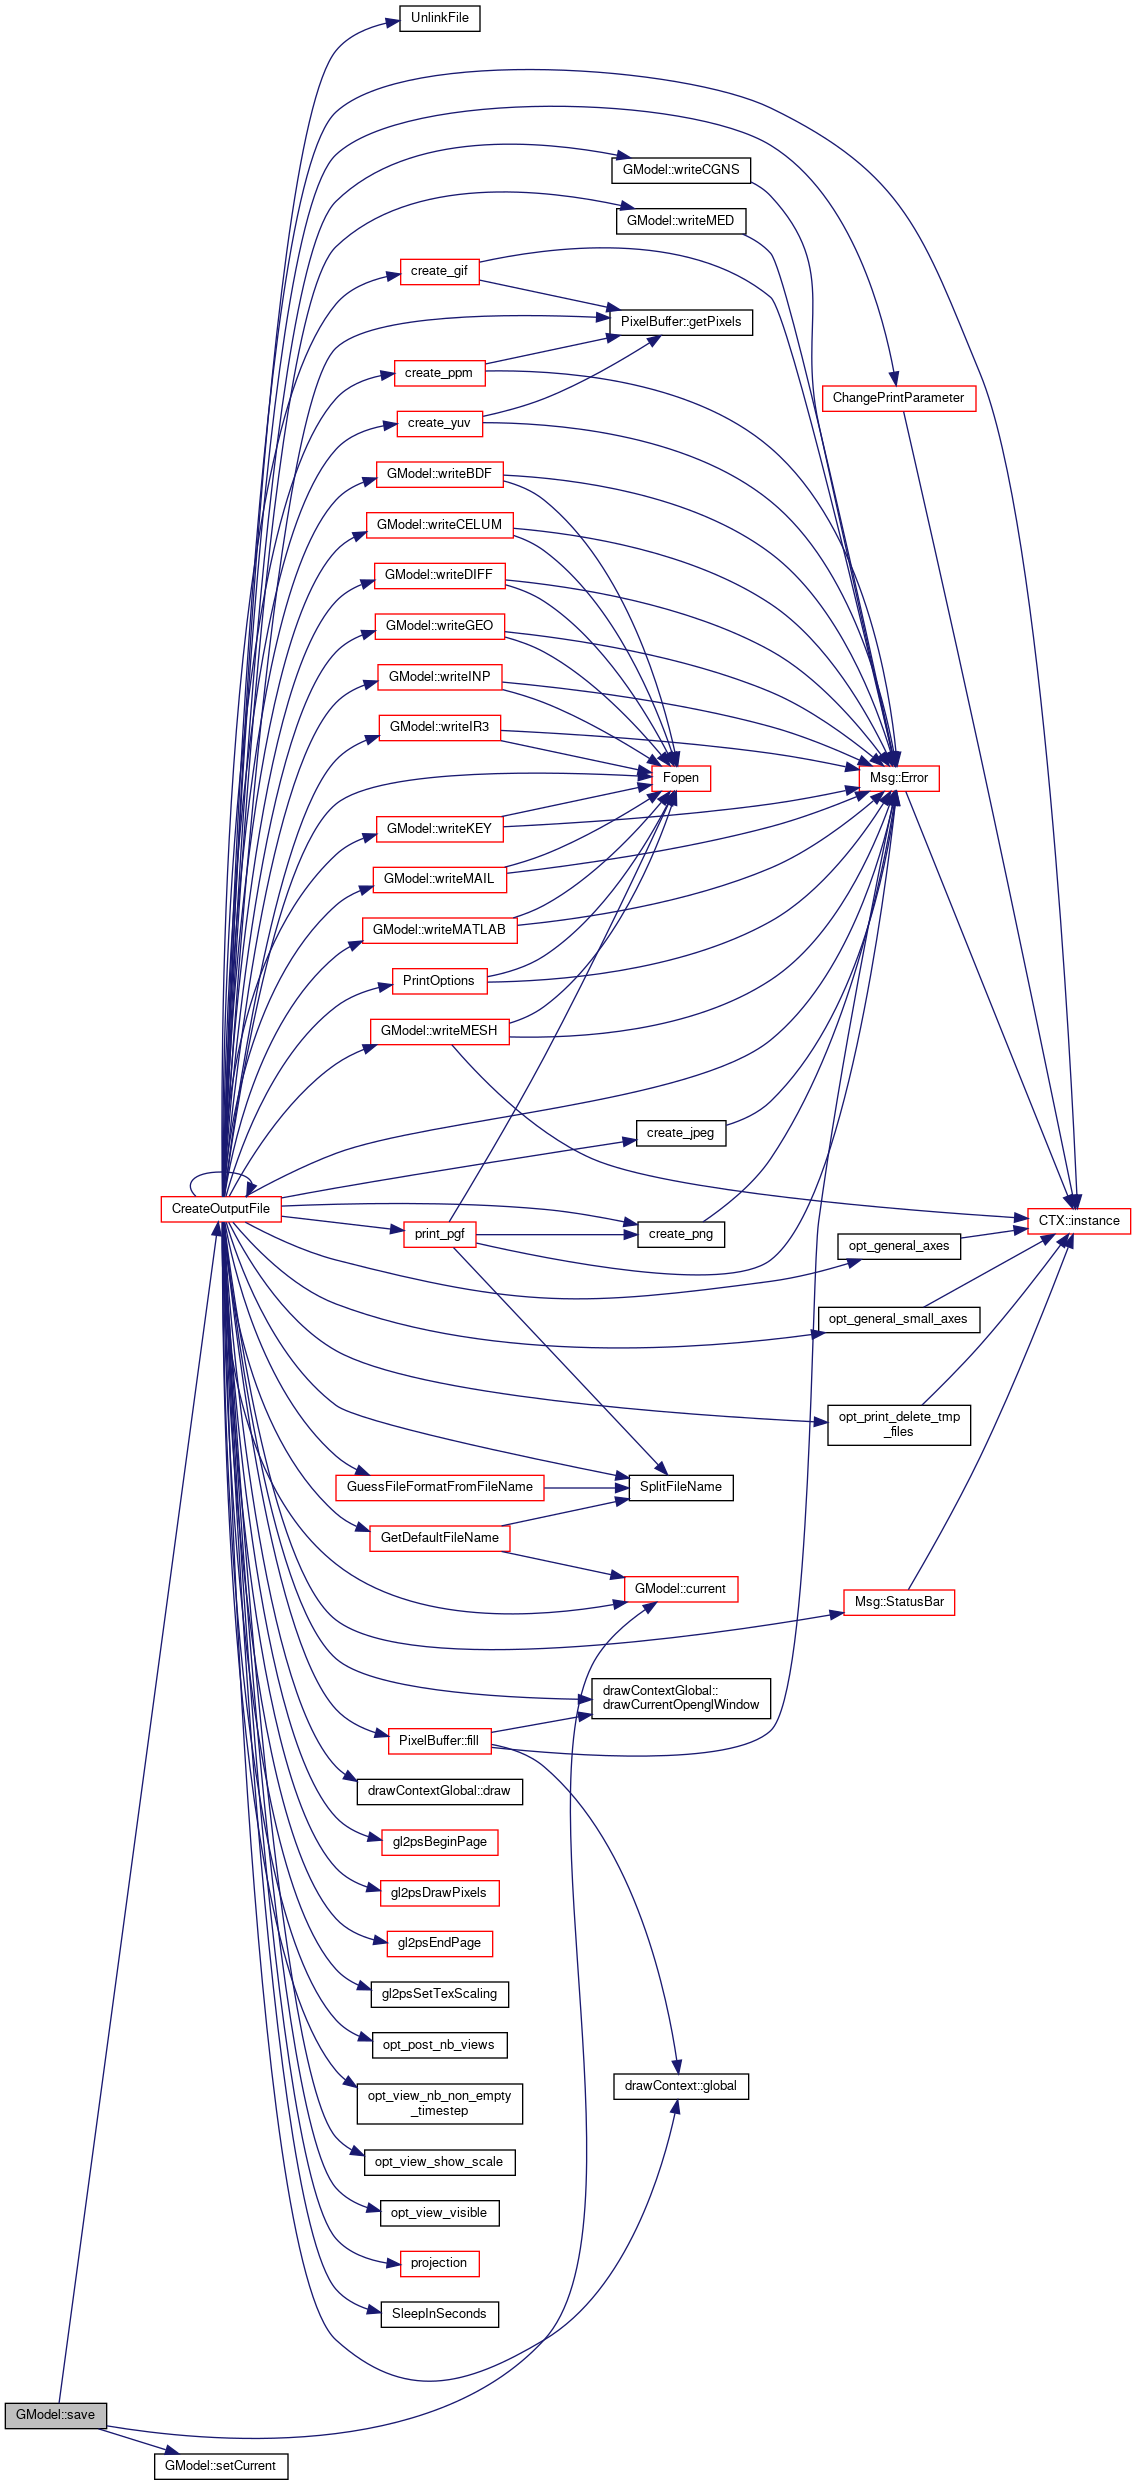 UnlinkFile
GModel::writeCGNS
GModel::writeMED
create_gif
PixelBuffer::getPixels
create_ppm
ChangePrintParameter
create_yuv
GModel::writeBDF
GModel::writeCELUM
GModel::writeDIFF
GModel::writeGEO
GModel::writeINP
GModel::writeIR3
Fopen
Msg::Error
GModel::writeKEY
GModel::writeMAIL
GModel::writeMATLAB
PrintOptions
GModel::writeMESH
create_jpeg
CreateOutputFile
CTX::instance
print_pgf
create_png
opt_general_axes
opt_general_small_axes
opt_print_delete_tmp
_files
GuessFileFormatFromFileName
SplitFileName
GetDefaultFileName
GModel::current
Msg::StatusBar
drawContextGlobal::
drawCurrentOpenglWindow
PixelBuffer::fill
drawContextGlobal::draw
gl2psBeginPage
gl2psDrawPixels
gl2psEndPage
gl2psSetTexScaling
opt_post_nb_views
drawContext::global
opt_view_nb_non_empty
_timestep
opt_view_show_scale
opt_view_visible
projection
SleepInSeconds
GModel::save
GModel::setCurrent